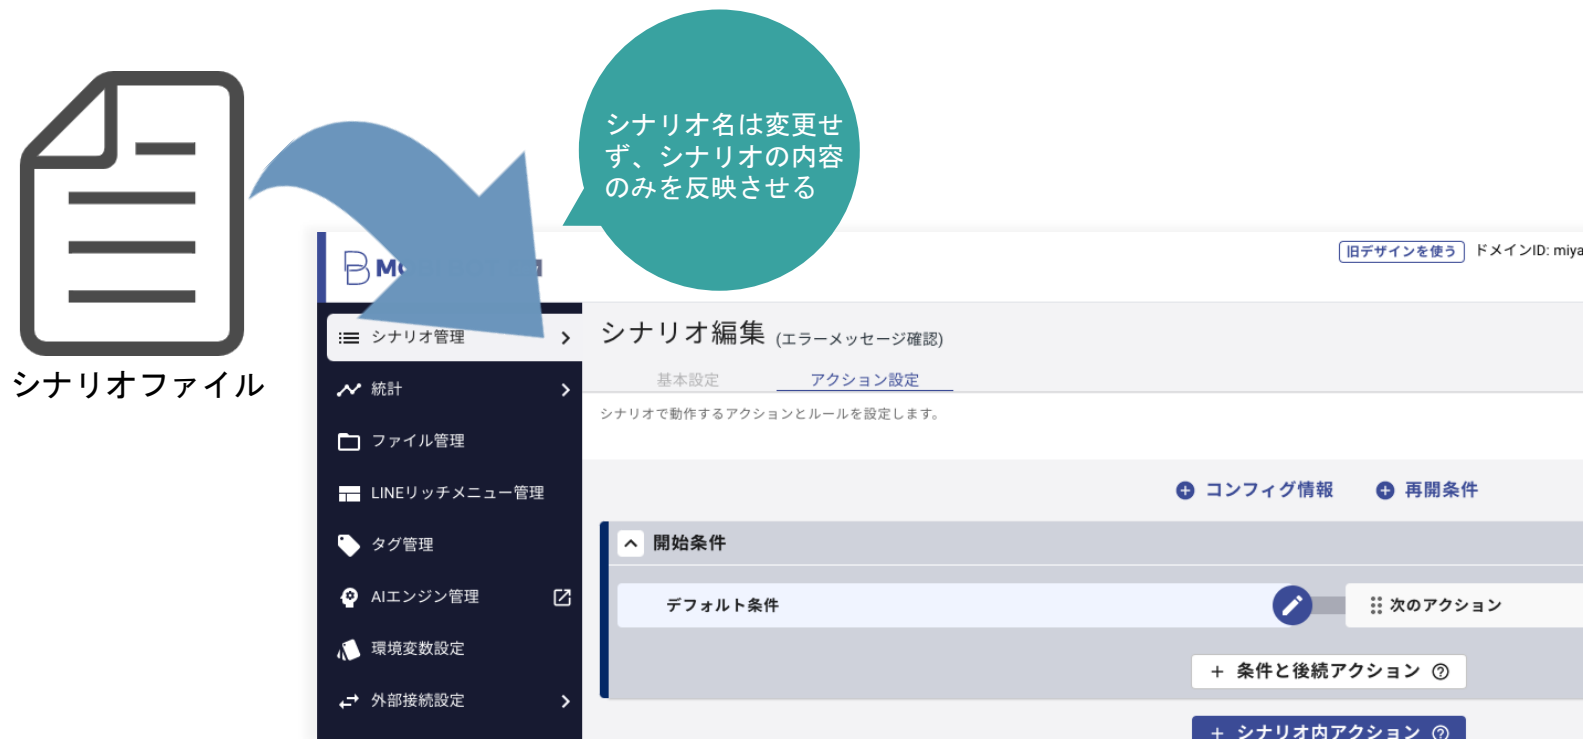 シナリオ名は変更せ
ず、シナリオの内容
のみを反映させる
シナリオファイル
旧デザインを使う ドメインID: miya
シナリオ管理
統計
ファイル管理
LINEリッチメニュー管理
タグ管理
AIエンジン管理
環境変数設定
外部接続設定
シナリオ編集 (エラーメッセージ確認)
基本設定 アクション設定
シナリオで動作するアクションとルールを設定します。
コンフィグ情報 再開条件
開始条件
デフォルト条件 次のアクション
+ 条件と後続アクション
+ シナリオ内アクション